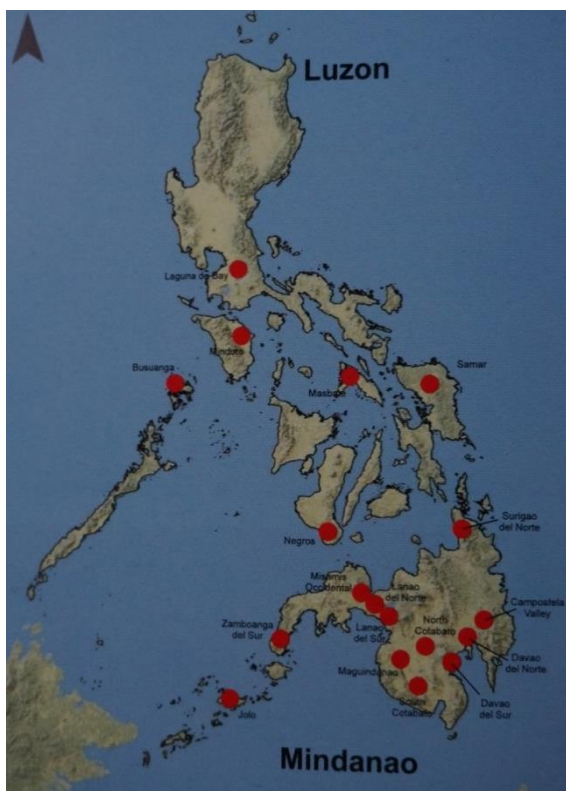 Luzon
Laguna de Bay
Mindoro
Busuanga
Samar
Masbate
Surigao
del Norte
Negros
Misamis
Occidental
Lanao
del Norte
Campostela
Valley
Zamboanga
del Sur
Lanao
del Sur
North
Cotabato
Davao
del Norte
Maguindanao
South
Cotabato
Davao
del Sur
Jolo
Mindanao